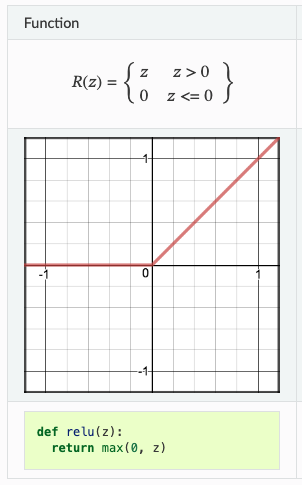 Function
R(z) = { z   z > 0 }
       { 0   z <= 0 }
1
-1 0 1
-1
def relu(z):
  return max(0, z)